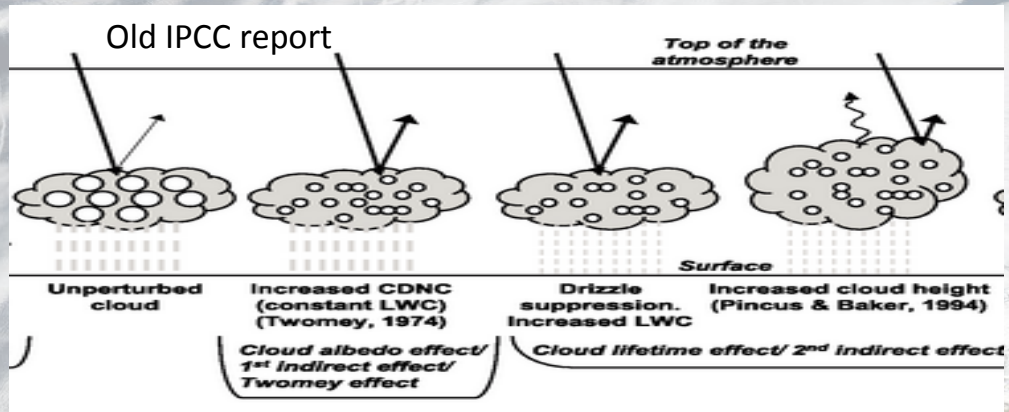 Old IPCC report
Top of the
atmosphere
Surface
Unperturbed
cloud
Increased CDNC
(constant LWC)
(Twomey, 1974)
Drizzle
suppression.
Increased LWC
Increased cloud height
(Pincus & Baker, 1994)
Cloud albedo effect/
1st indirect effect/
Twomey effect
Cloud lifetime effect/ 2nd indirect effect